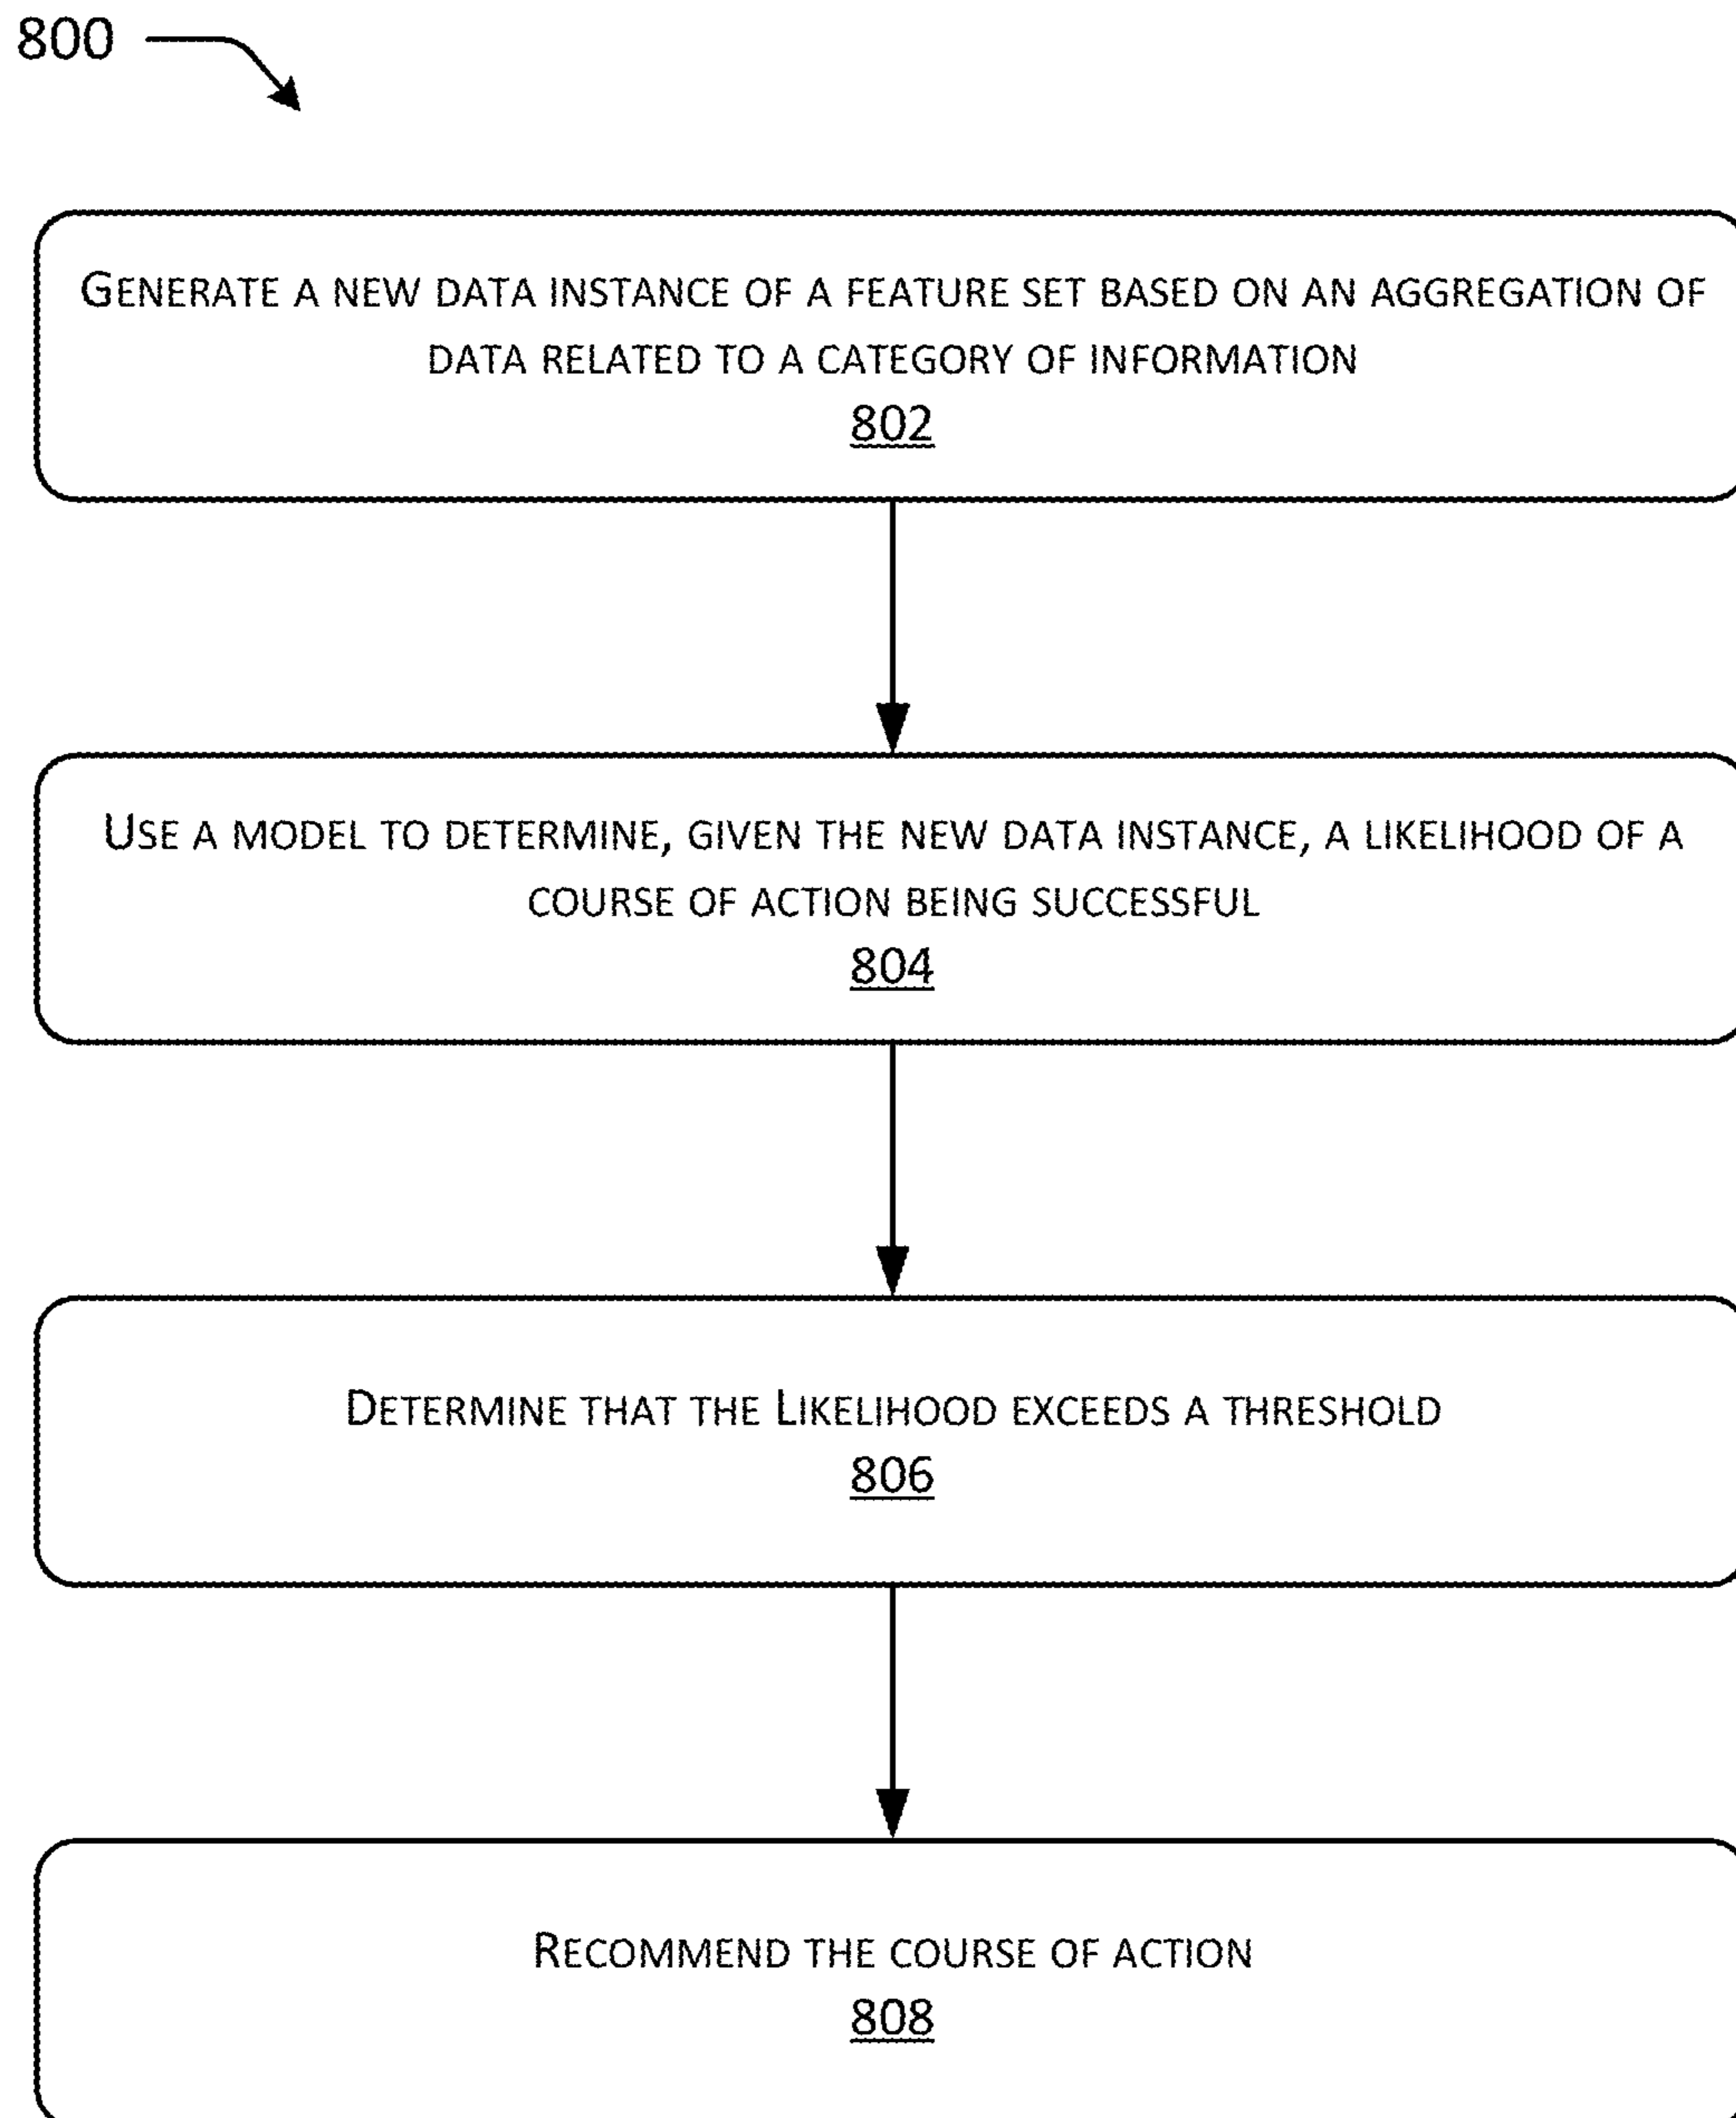 800
GENERATE A NEW DATA INSTANCE OF A FEATURE SET BASED ON AN AGGREGATION OF
DATA RELATED TO A CATEGORY OF INFORMATION
802
USE A MODEL TO DETERMINE, GIVEN THE NEW DATA INSTANCE, A LIKELIHOOD OF A
COURSE OF ACTION BEING SUCCESSFUL
804
DETERMINE THAT THE LIKELIHOOD EXCEEDS A THRESHOLD
806
RECOMMEND THE COURSE OF ACTION
808